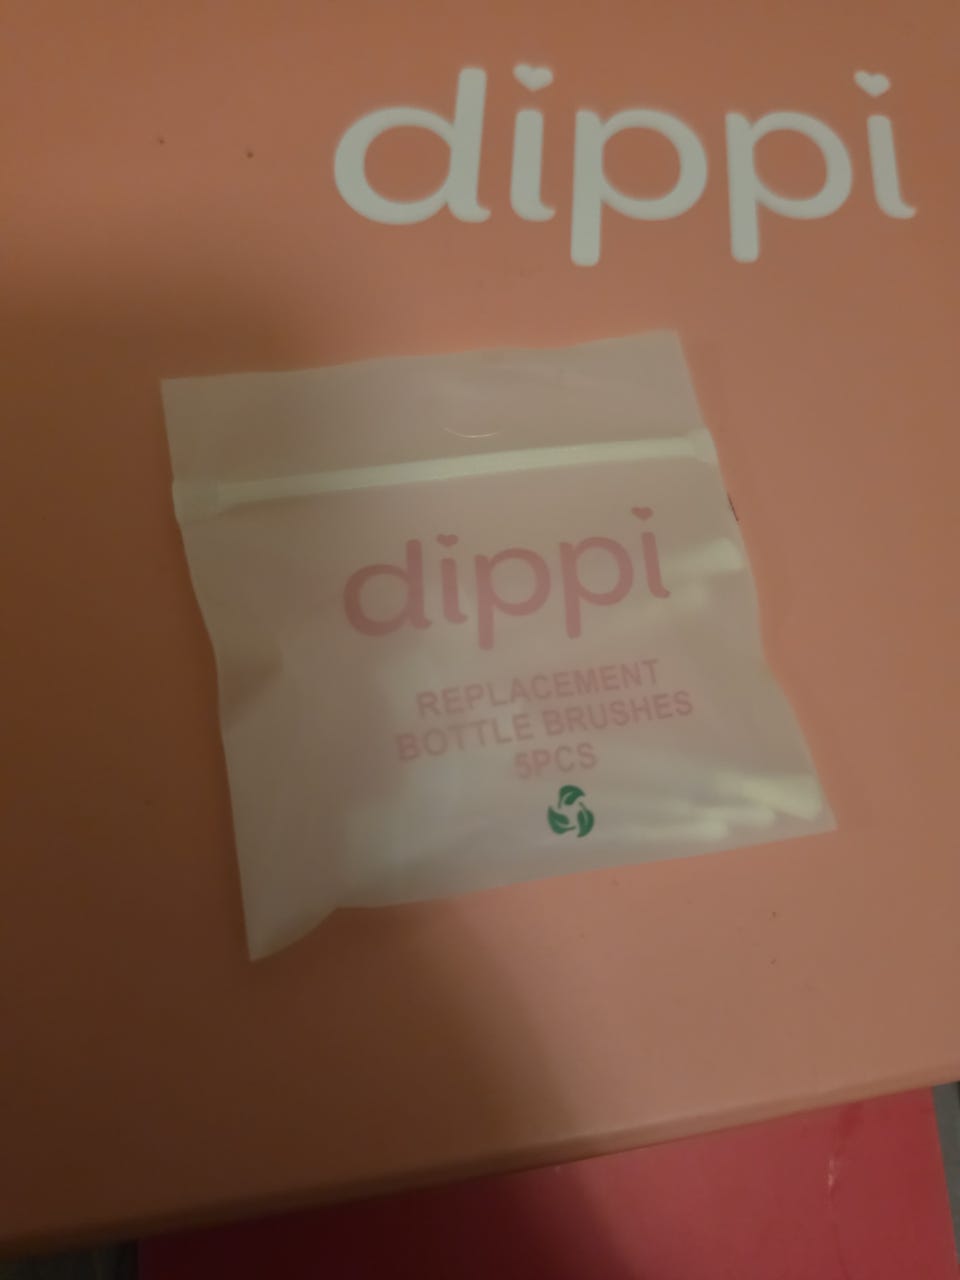 dippi
dippi
REPLACEMENT
BOTTLE BRUSHES
5PCS